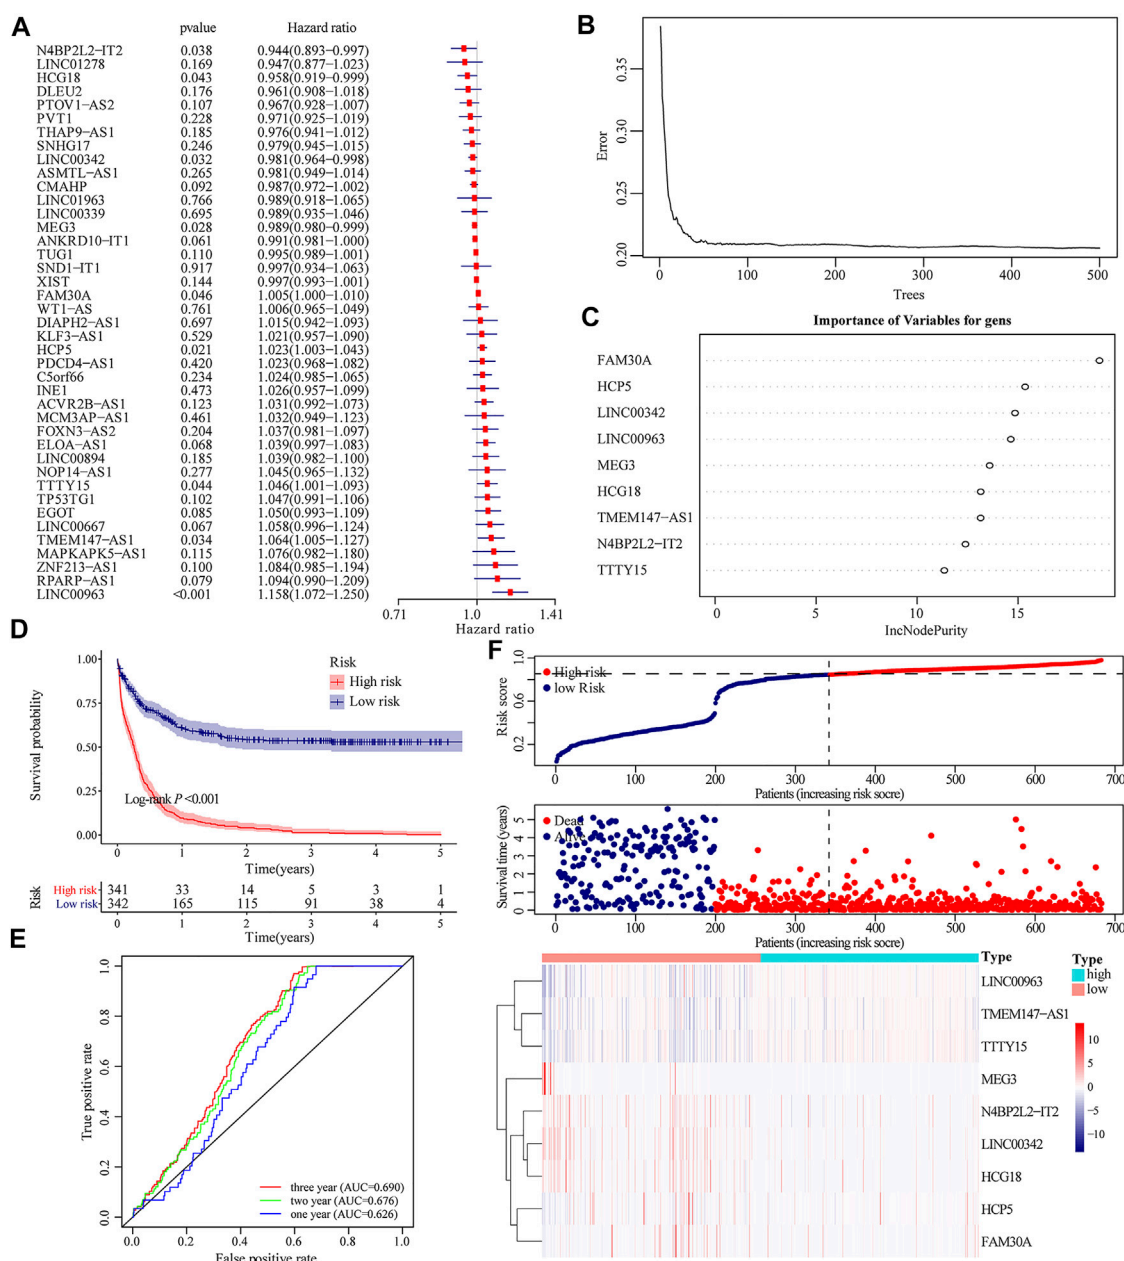 A
pvalue Hazard ratio
N4BP2L2−IT2 0.038 0.944(0.893−0.997)
LINC01278 0.169 0.947(0.877−1.023)
HCG18 0.043 0.958(0.919−0.999)
DLEU2 0.176 0.961(0.908−1.018)
PTOV1−AS2 0.107 0.967(0.928−1.007)
PVT1 0.228 0.971(0.925−1.019)
THAP9−AS1 0.185 0.976(0.941−1.012)
SNHG17 0.246 0.979(0.945−1.015)
LINC00342 0.032 0.981(0.964−0.998)
ASMTL−AS1 0.265 0.981(0.949−1.014)
CMAHP 0.092 0.987(0.972−1.002)
LINC01963 0.766 0.989(0.918−1.065)
LINC00339 0.695 0.989(0.935−1.046)
MEG3 0.028 0.989(0.980−0.999)
ANKRD10−IT1 0.061 0.991(0.981−1.000)
TUG1 0.110 0.995(0.989−1.001)
SND1−IT1 0.917 0.997(0.934−1.063)
XIST 0.144 0.997(0.993−1.001)
FAM30A 0.046 1.005(1.000−1.010)
WT1−AS 0.761 1.006(0.965−1.049)
DIAPH2−AS1 0.697 1.015(0.942−1.093)
KLF3−AS1 0.529 1.021(0.957−1.090)
HCP5 0.021 1.023(1.003−1.043)
PDCD4−AS1 0.420 1.023(0.968−1.082)
C5orf66 0.234 1.024(0.985−1.065)
INE1 0.473 1.026(0.957−1.099)
ACVR2B−AS1 0.123 1.031(0.992−1.073)
MCM3AP−AS1 0.461 1.032(0.949−1.123)
FOXN3−AS2 0.204 1.037(0.981−1.097)
ELOA−AS1 0.068 1.039(0.997−1.083)
LINC00894 0.185 1.039(0.982−1.100)
NOP14−AS1 0.277 1.045(0.965−1.132)
TTTY15 0.044 1.046(1.001−1.093)
TP53TG1 0.102 1.047(0.991−1.106)
EGOT 0.085 1.050(0.993−1.109)
LINC00667 0.067 1.058(0.996−1.124)
TMEM147−AS1 0.034 1.064(1.005−1.127)
MAPKAPK5−AS1 0.115 1.076(0.982−1.180)
ZNF213−AS1 0.100 1.084(0.985−1.194)
RPARP−AS1 0.079 1.094(0.990−1.209)
LINC00963 <0.001 1.158(1.072−1.250)
0.71 1.0 1.41
Hazard ratio
B
Error
0.35
0.30
0.25
0.20
0 100 200 300 400 500
Trees
C
Importance of Variables for gens
FAM30A
HCP5
LINC00342
LINC00963
MEG3
HCG18
TMEM147−AS1
N4BP2L2−IT2
TTTY15
0 5 10 15
IncNodePurity
D
Survival probability
1.00
0.75
0.50
0.25
0.00
Risk
High risk
Low risk
Log-rank P <0.001
0 1 2 3 4 5
Time(years)
Risk
High risk 341 33 14 5 3 1
Low risk 342 165 115 91 38 4
0 1 2 3 4 5
Time(years)
E
True positive rate
1.0
0.8
0.6
0.4
0.2
0.0
three year (AUC=0.690)
two year (AUC=0.676)
one year (AUC=0.626)
0.0 0.2 0.4 0.6 0.8 1.0
False positive rate
F
Risk score
1.0
0.6
0.2
High risk
low Risk
0 100 200 300 400 500 600 700
Patients (increasing risk socre)
Survival time (years)
5
4
3
2
1
0
Dead
Alive
0 100 200 300 400 500 600 700
Patients (increasing risk socre)
Type
LINC00963
TMEM147−AS1
TTTY15
MEG3
N4BP2L2−IT2
LINC00342
HCG18
HCP5
FAM30A
Type
high
low
10
5
0
−5
−10